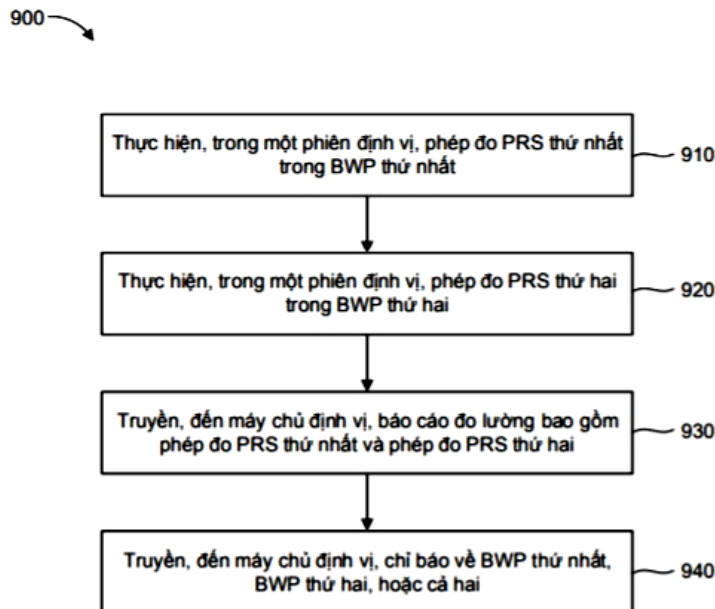 900
Thực hiện, trong một phiên định vị, phép đo PRS thứ nhất
trong BWP thứ nhất
910
Thực hiện, trong một phiên định vị, phép đo PRS thứ hai
trong BWP thứ hai
920
Truyền, đến máy chủ định vị, báo cáo đo lường bao gồm
phép đo PRS thứ nhất và phép đo PRS thứ hai
930
Truyền, đến máy chủ định vị, chỉ báo về BWP thứ nhất,
BWP thứ hai, hoặc cả hai
940